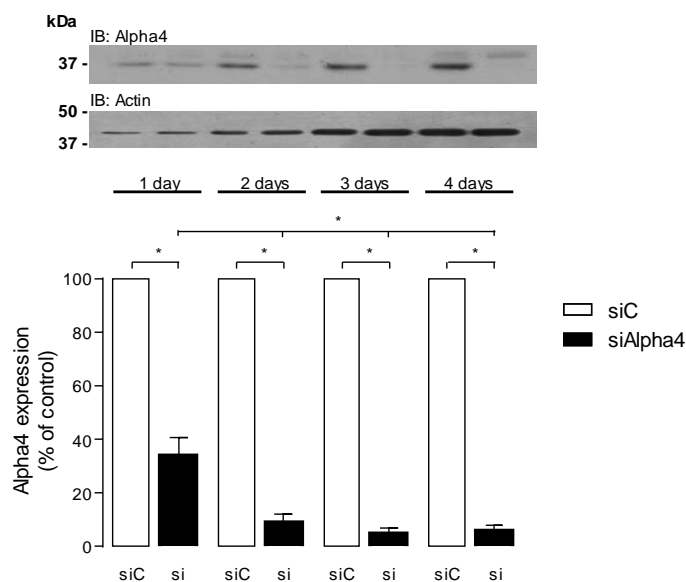 kDa
IB: Alpha4
37 -
IB: Actin
50 -
37 -
1 day 2 days 3 days 4 days
*
* * * *
100
80
60
40
20
0
Alpha4 expression
(% of control)
siC si siC si siC si siC si
siC
siAlpha4